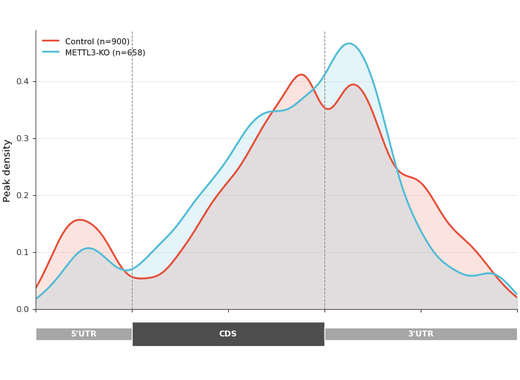 Control (n=900)
METTL3-KO (n=658)
Peak density
0.4
0.3
0.2
0.1
0.0
5'UTR CDS 3'UTR